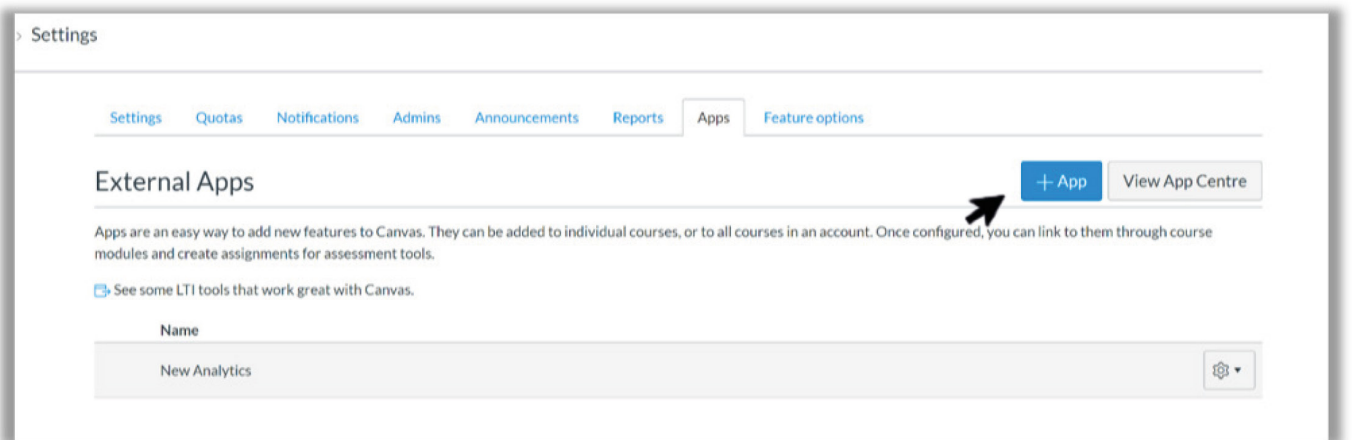 › Settings
Settings Quotas Notifications Admins Announcements Reports Apps Feature options
External Apps
+ App View App Centre
Apps are an easy way to add new features to Canvas. They can be added to individual courses, or to all courses in an account. Once configured, you can link to them through course
modules and create assignments for assessment tools.
See some LTI tools that work great with Canvas.
Name
New Analytics